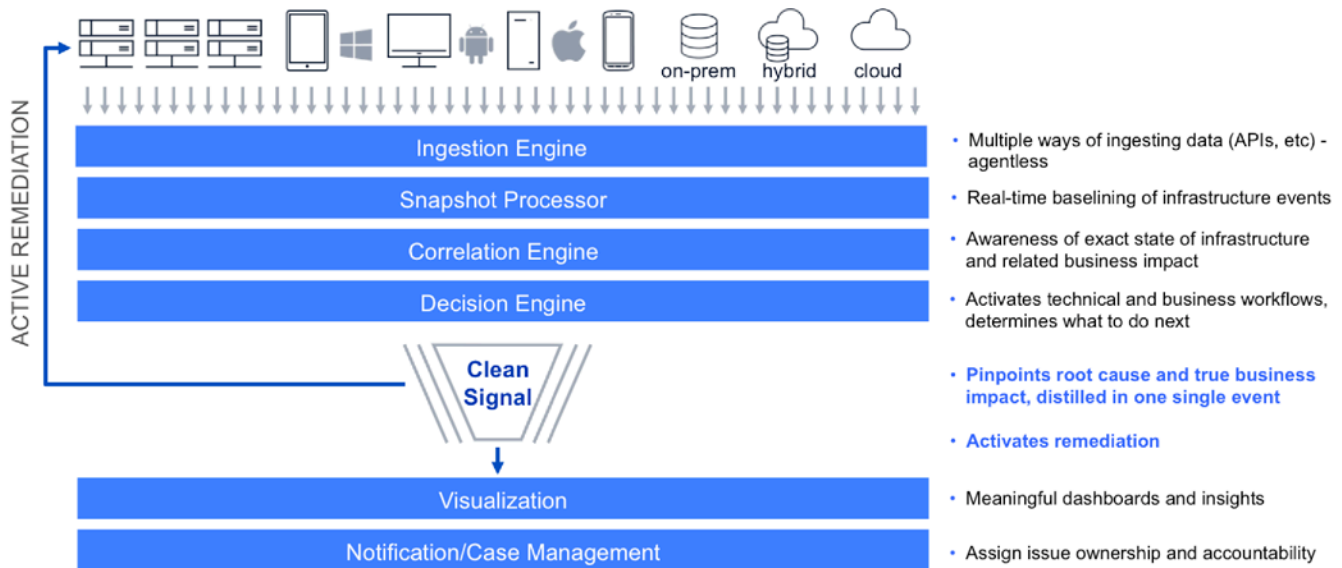 on-prem
hybrid
cloud
ACTIVE REMEDIATION
Ingestion Engine
• Multiple ways of ingesting data (APIs, etc) -
agentless
Snapshot Processor
• Real-time baselining of infrastructure events
Correlation Engine
• Awareness of exact state of infrastructure
and related business impact
Decision Engine
• Activates technical and business workflows,
determines what to do next
Clean
Signal
• Pinpoints root cause and true business
impact, distilled in one single event
• Activates remediation
Visualization
• Meaningful dashboards and insights
Notification/Case Management
• Assign issue ownership and accountability